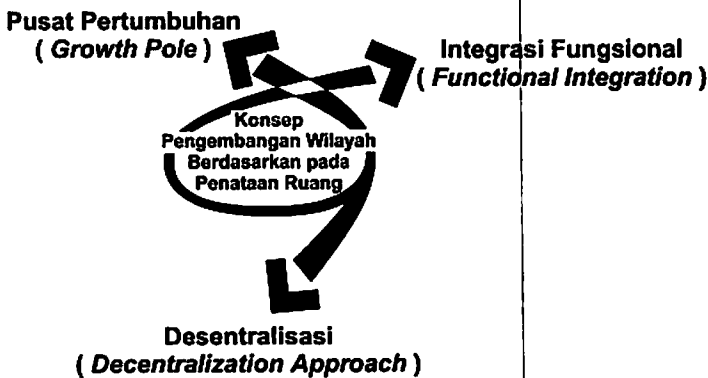 Pusat Pertumbuhan
( Growth Pole )
Integrasi Fungsional
( Functional Integration )
Konsep
Pengembangan Wilayah
Berdasarkan pada
Penataan Ruang
Desentralisasi
( Decentralization Approach )